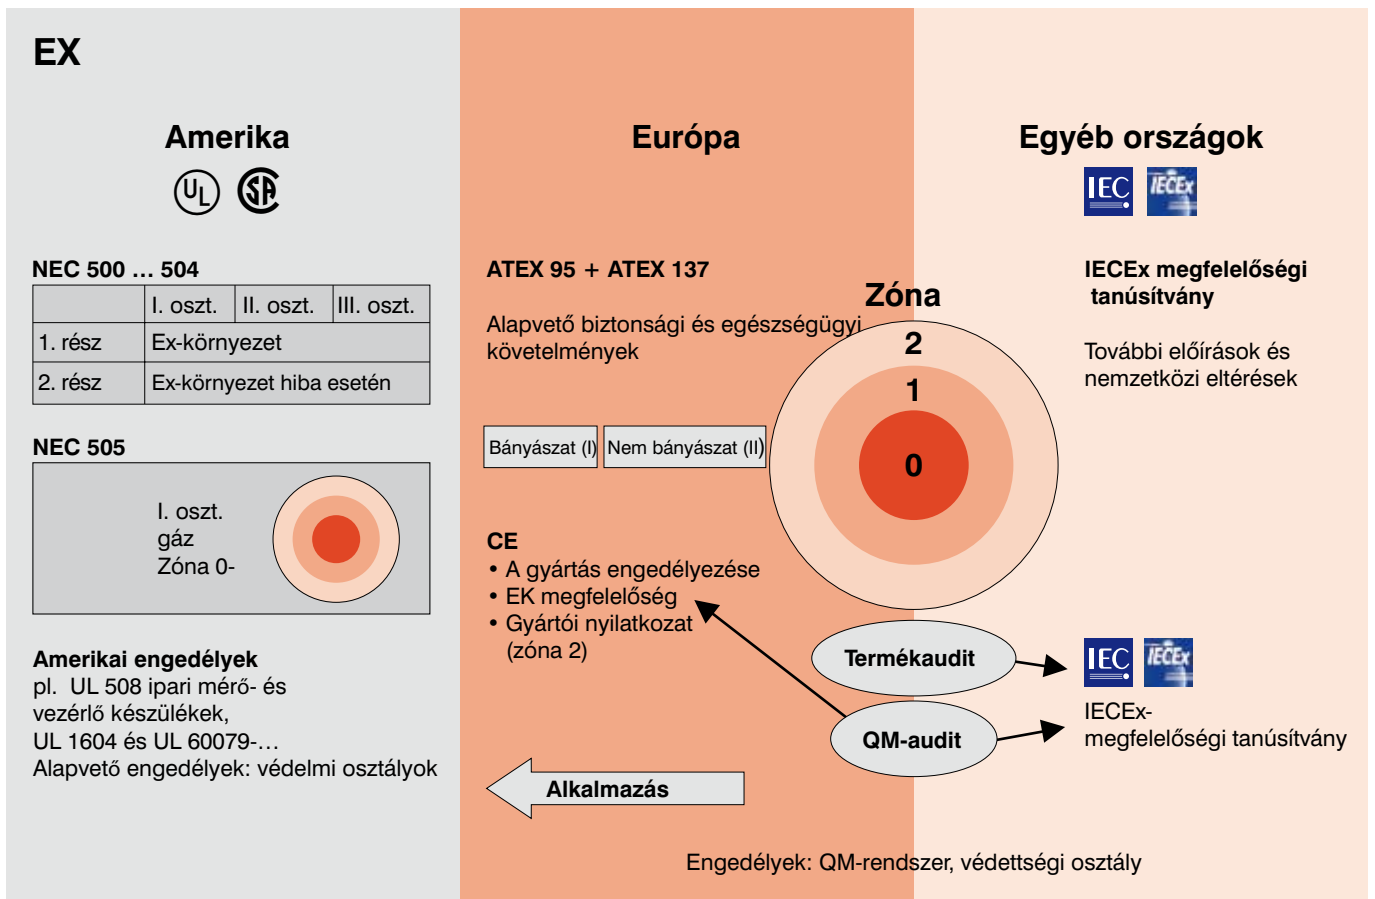 EX
Amerika
UL
CSA
NEC 500 … 504
I. oszt. II. oszt. III. oszt.
1. rész Ex-környezet
2. rész Ex-környezet hiba esetén
NEC 505
I. oszt.
gáz
Zóna 0-
Amerikai engedélyek
pl. UL 508 ipari mérő- és
vezérlő készülékek,
UL 1604 és UL 60079-…
Alapvető engedélyek: védelmi osztályok
Európa
ATEX 95 + ATEX 137
Alapvető biztonsági és egészségügyi
követelmények
Bányászat (I) Nem bányászat (II)
Zóna
2
1
0
CE
• A gyártás engedélyezése
• EK megfelelőség
• Gyártói nyilatkozat
(zóna 2)
Termékaudit
QM-audit
Alkalmazás
Egyéb országok
IEC IECEx
IECEx megfelelőségi
tanúsítvány
További előírások és
nemzetközi eltérések
IEC IECEx
IECEx-
megfelelőségi tanúsítvány
Engedélyek: QM-rendszer, védettségi osztály